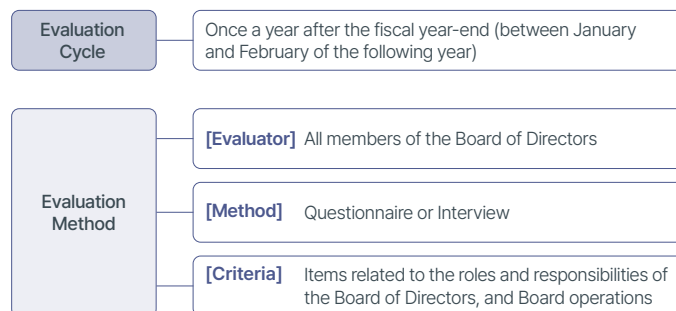 Evaluation
Cycle
Once a year after the fiscal year-end (between January
and February of the following year)
Evaluation
Method
[Evaluator] All members of the Board of Directors
[Method] Questionnaire or Interview
[Criteria] Items related to the roles and responsibilities of
the Board of Directors, and Board operations